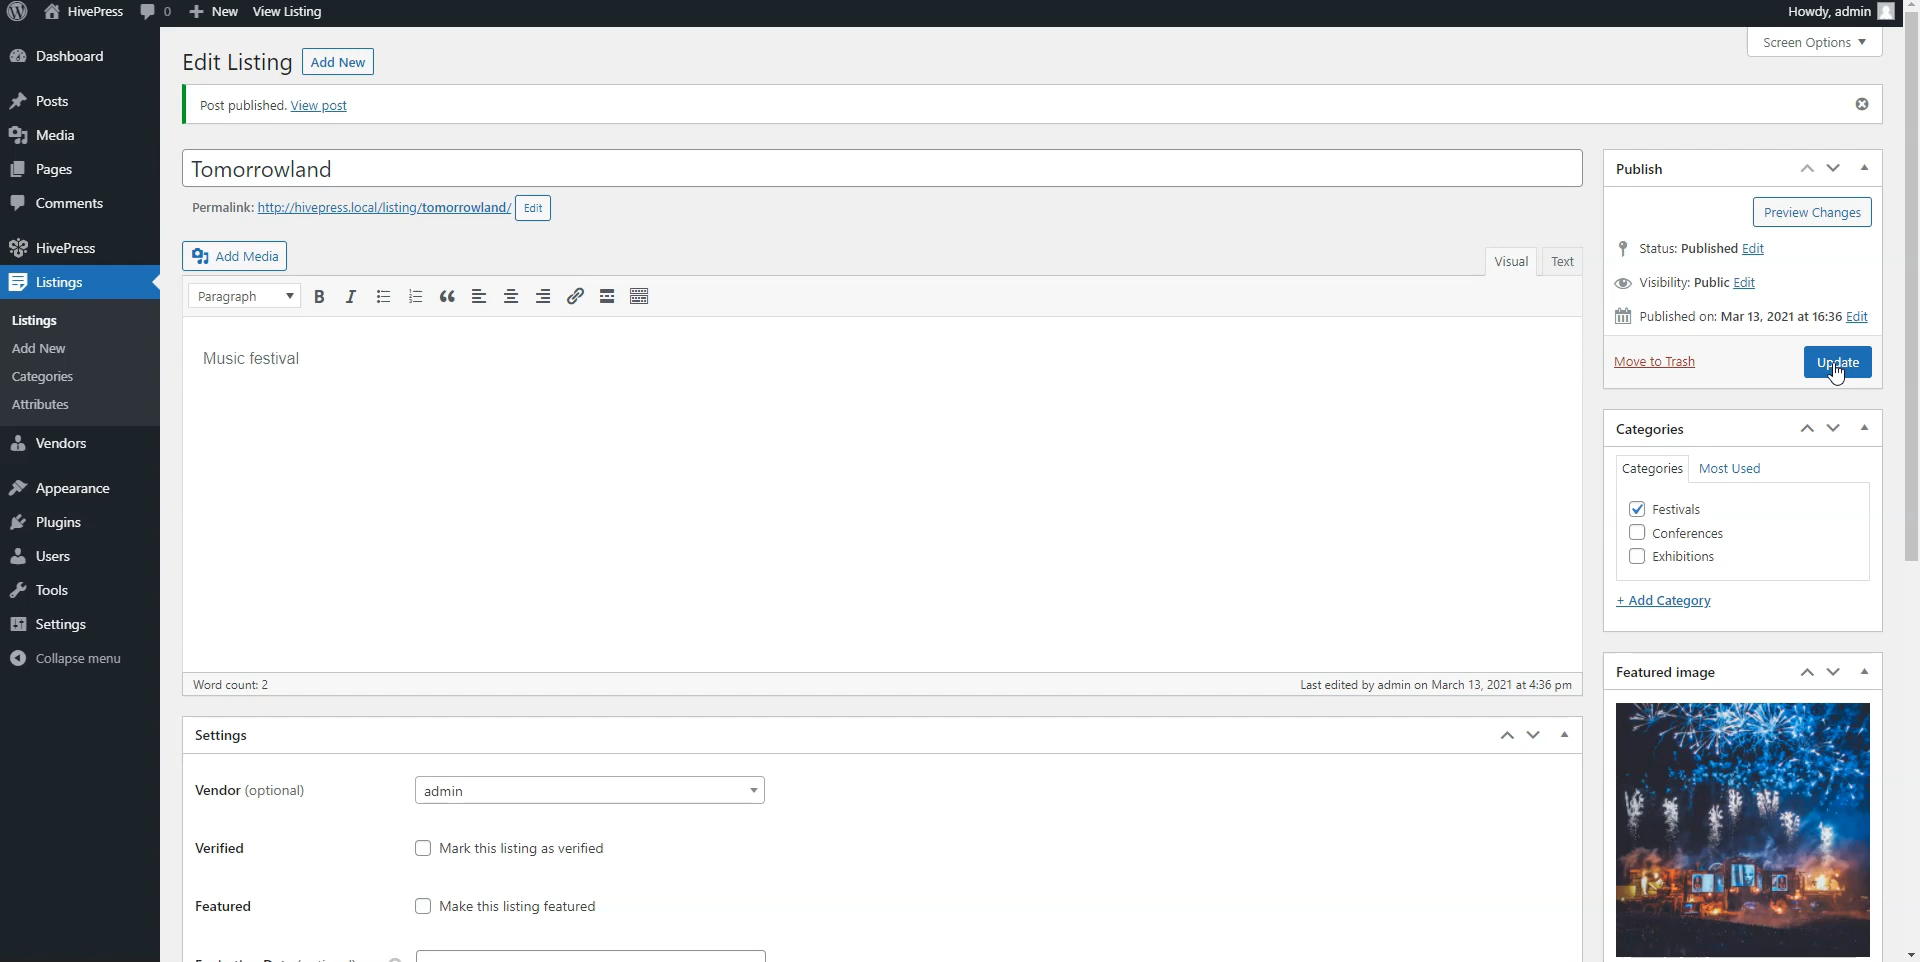 HivePress 0 New View Listing Howdy, admin
Dashboard
Posts
Media
Pages
Comments
HivePress
Listings
Listings
Add New
Categories
Attributes
Vendors
Appearance
Plugins
Users
Tools
Settings
Collapse menu
Screen Options
Edit Listing Add New
Post published. View post
Tomorrowland
Permalink: http://hivepress.local/listing/tomorrowland/ Edit
Add Media
Visual Text
Paragraph B I
Music festival
Word count: 2 Last edited by admin on March 13, 2021 at 4:36 pm
Settings
Vendor (optional) admin
Verified Mark this listing as verified
Featured Make this listing featured
Publish
Preview Changes
Status: Published Edit
Visibility: Public Edit
Published on: Mar 13, 2021 at 16:36 Edit
Move to Trash Update
Categories
Categories Most Used
Festivals
Conferences
Exhibitions
+ Add Category
Featured image